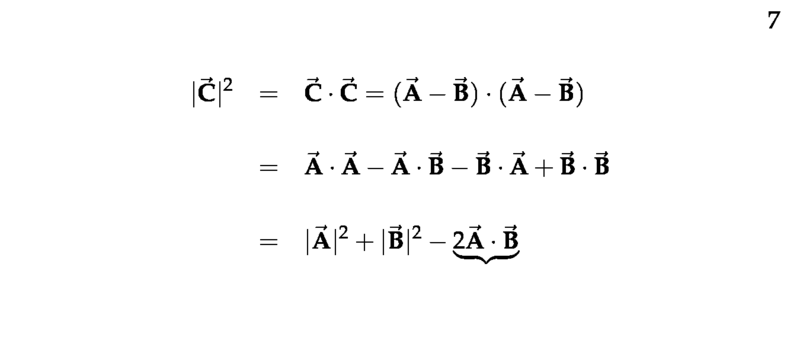 7
|C⃗|² = C⃗ · C⃗ = (A⃗ − B⃗) · (A⃗ − B⃗)
= A⃗ · A⃗ − A⃗ · B⃗ − B⃗ · A⃗ + B⃗ · B⃗
= |A⃗|² + |B⃗|² − 2A⃗ · B⃗